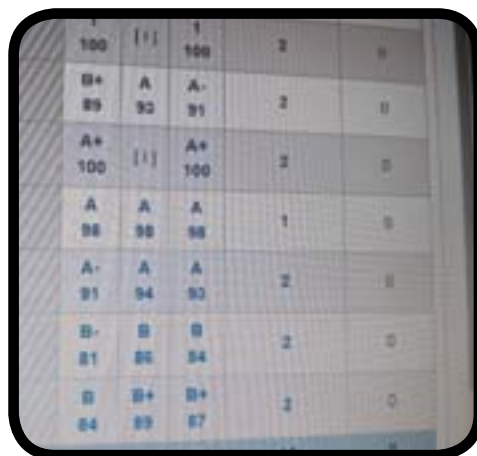 100 [ i ] 100 2 0
B+ A A-
89 93 91 2 0
A+ [ i ] A+
100 100 2 0
A A A
98 98 98 1 0
A- A A
91 94 93 2 0
B- B B
81 86 84 2 0
B B+ B+
84 89 87 2 0